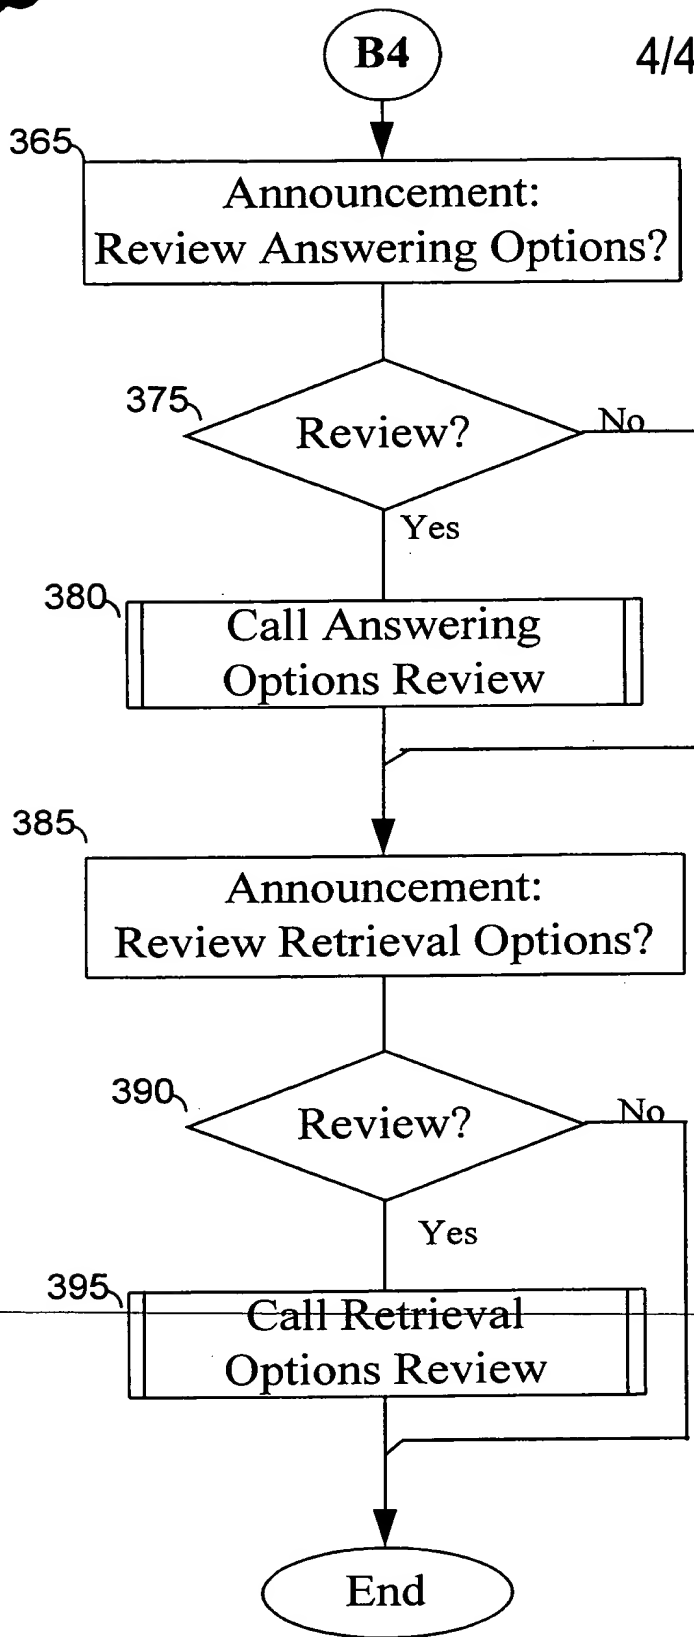 B4
4/4
365
Announcement:
Review Answering Options?
375
Review?
No
Yes
380
Call Answering
Options Review
385
Announcement:
Review Retrieval Options?
390
Review?
No
Yes
395
Call Retrieval
Options Review
End